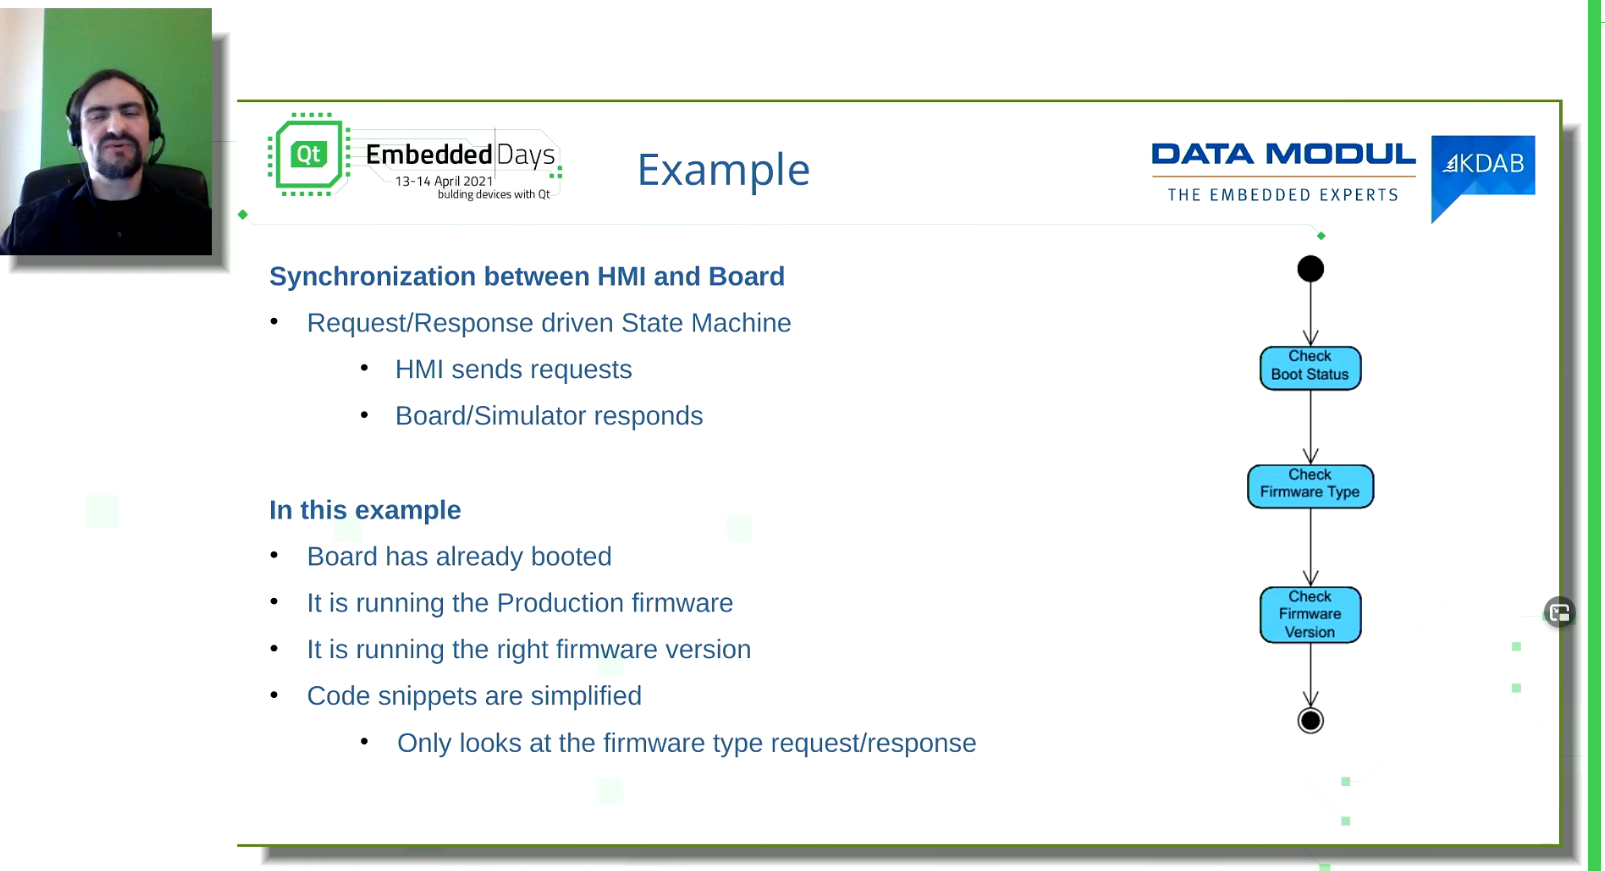 Qt
Embedded Days
13-14 April 2021
bulding devices with Qt
Example
DATA MODUL
THE EMBEDDED EXPERTS
KDAB
Synchronization between HMI and Board
• Request/Response driven State Machine
• HMI sends requests
• Board/Simulator responds
In this example
• Board has already booted
• It is running the Production firmware
• It is running the right firmware version
• Code snippets are simplified
• Only looks at the firmware type request/response
Check
Boot Status
Check
Firmware Type
Check
Firmware
Version